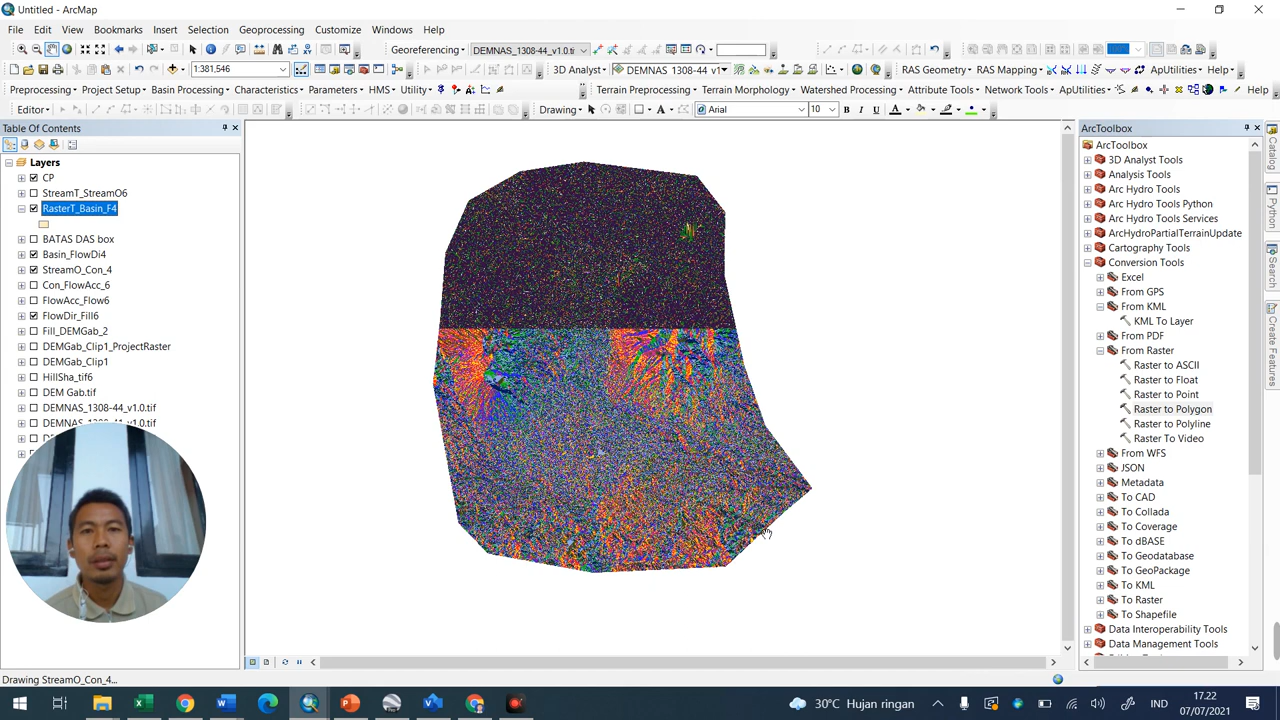 Untitled - ArcMap
File Edit View Bookmarks Insert Selection Geoprocessing Customize Windows Help
Georeferencing DEMNAS_1308-44_v1.0.ti
1:381,546
3D Analyst DEMNAS 1308-44 v1
RAS Geometry RAS Mapping ApUtilities Help
Preprocessing Project Setup Basin Processing Characteristics Parameters HMS Utility
Terrain Preprocessing Terrain Morphology Watershed Processing Attribute Tools Network Tools ApUtilities Help
Editor
Drawing Arial 10 B I U A
Table Of Contents
Layers
CP
StreamT_StreamO6
RasterT_Basin_F4
BATAS DAS box
Basin_FlowDi4
StreamO_Con_4
Con_FlowAcc_6
FlowAcc_Flow6
FlowDir_Fill6
Fill_DEMGab_2
DEMGab_Clip1_ProjectRaster
DEMGab_Clip1
HillSha_tif6
DEM Gab.tif
DEMNAS_1308-44_v1.0.tif
ArcToolbox
ArcToolbox
3D Analyst Tools
Analysis Tools
Arc Hydro Tools
Arc Hydro Tools Python
Arc Hydro Tools Services
ArcHydroPartialTerrainUpdate
Cartography Tools
Conversion Tools
Excel
From GPS
From KML
KML To Layer
From PDF
From Raster
Raster to ASCII
Raster to Float
Raster to Point
Raster to Polygon
Raster to Polyline
Raster To Video
From WFS
JSON
Metadata
To CAD
To Collada
To Coverage
To dBASE
To Geodatabase
To GeoPackage
To KML
To Raster
To Shapefile
Data Interoperability Tools
Data Management Tools
Catalog
Python
Search
Create Features
Drawing StreamO_Con_4...
30°C Hujan ringan
IND
17.22
07/07/2021